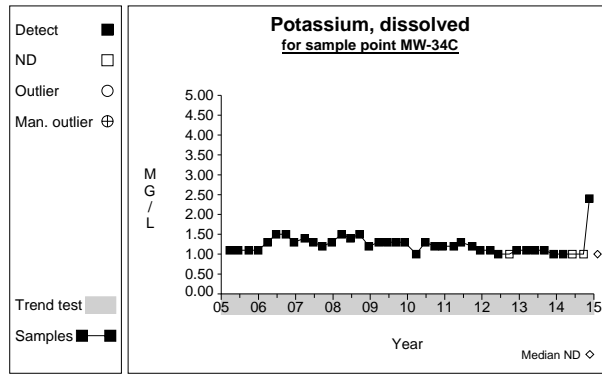 Detect
ND
Outlier
Man. outlier
Trend test
Samples
Potassium, dissolved
for sample point MW-34C
M
G
/
L
5.00
4.50
4.00
3.50
3.00
2.50
2.00
1.50
1.00
0.50
0.00
05 06 07 08 09 10 11 12 13 14 15
Year
Median ND